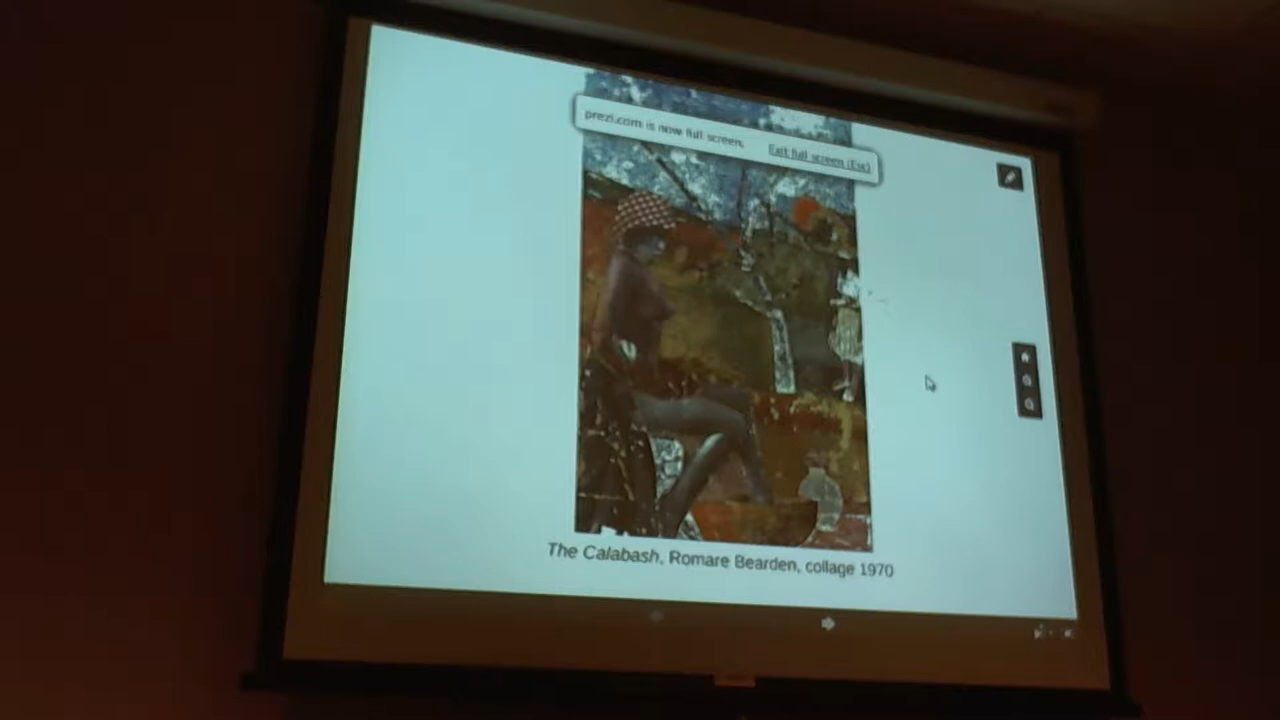 prezi.com is now full screen. Exit full screen (Esc)
The Calabash, Romare Bearden, collage 1970